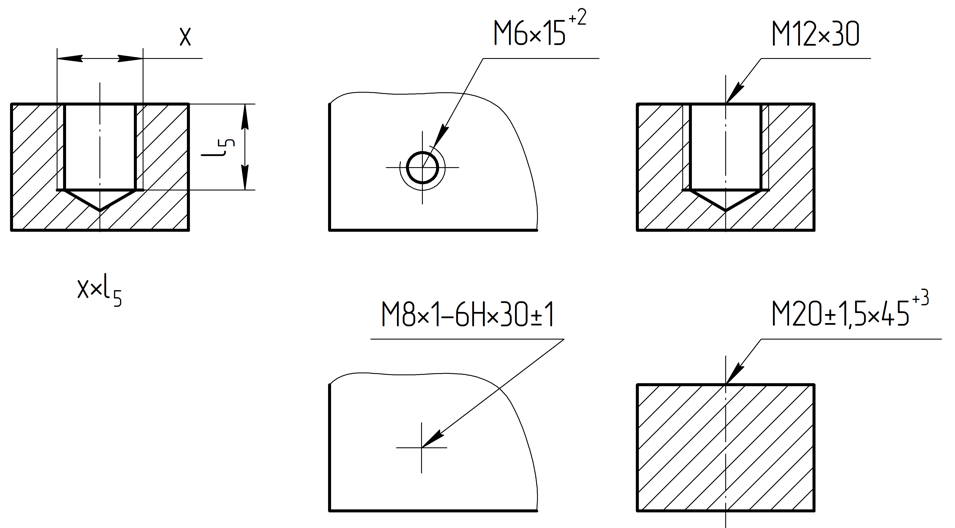 x
l₅
x×l₅
M6×15⁺²
M12×30
M8×1–6H×30±1
M20±1,5×45⁺³